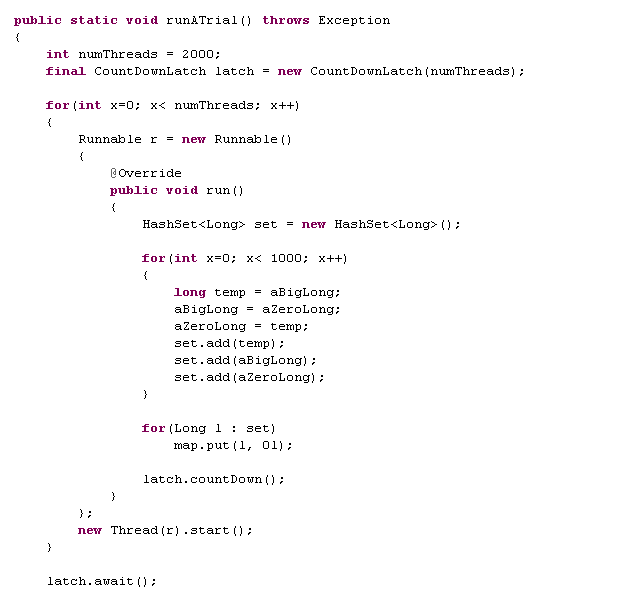 public static void runATrial() throws Exception
{
    int numThreads = 2000;
    final CountDownLatch latch = new CountDownLatch(numThreads);

    for(int x=0; x< numThreads; x++)
    {
        Runnable r = new Runnable()
        {
            @Override
            public void run()
            {
                HashSet<Long> set = new HashSet<Long>();

                for(int x=0; x< 1000; x++)
                {
                    long temp = aBigLong;
                    aBigLong = aZeroLong;
                    aZeroLong = temp;
                    set.add(temp);
                    set.add(aBigLong);
                    set.add(aZeroLong);
                }

                for(Long l : set)
                    map.put(l, 0l);

                latch.countDown();
            }
        };
        new Thread(r).start();
    }

    latch.await();